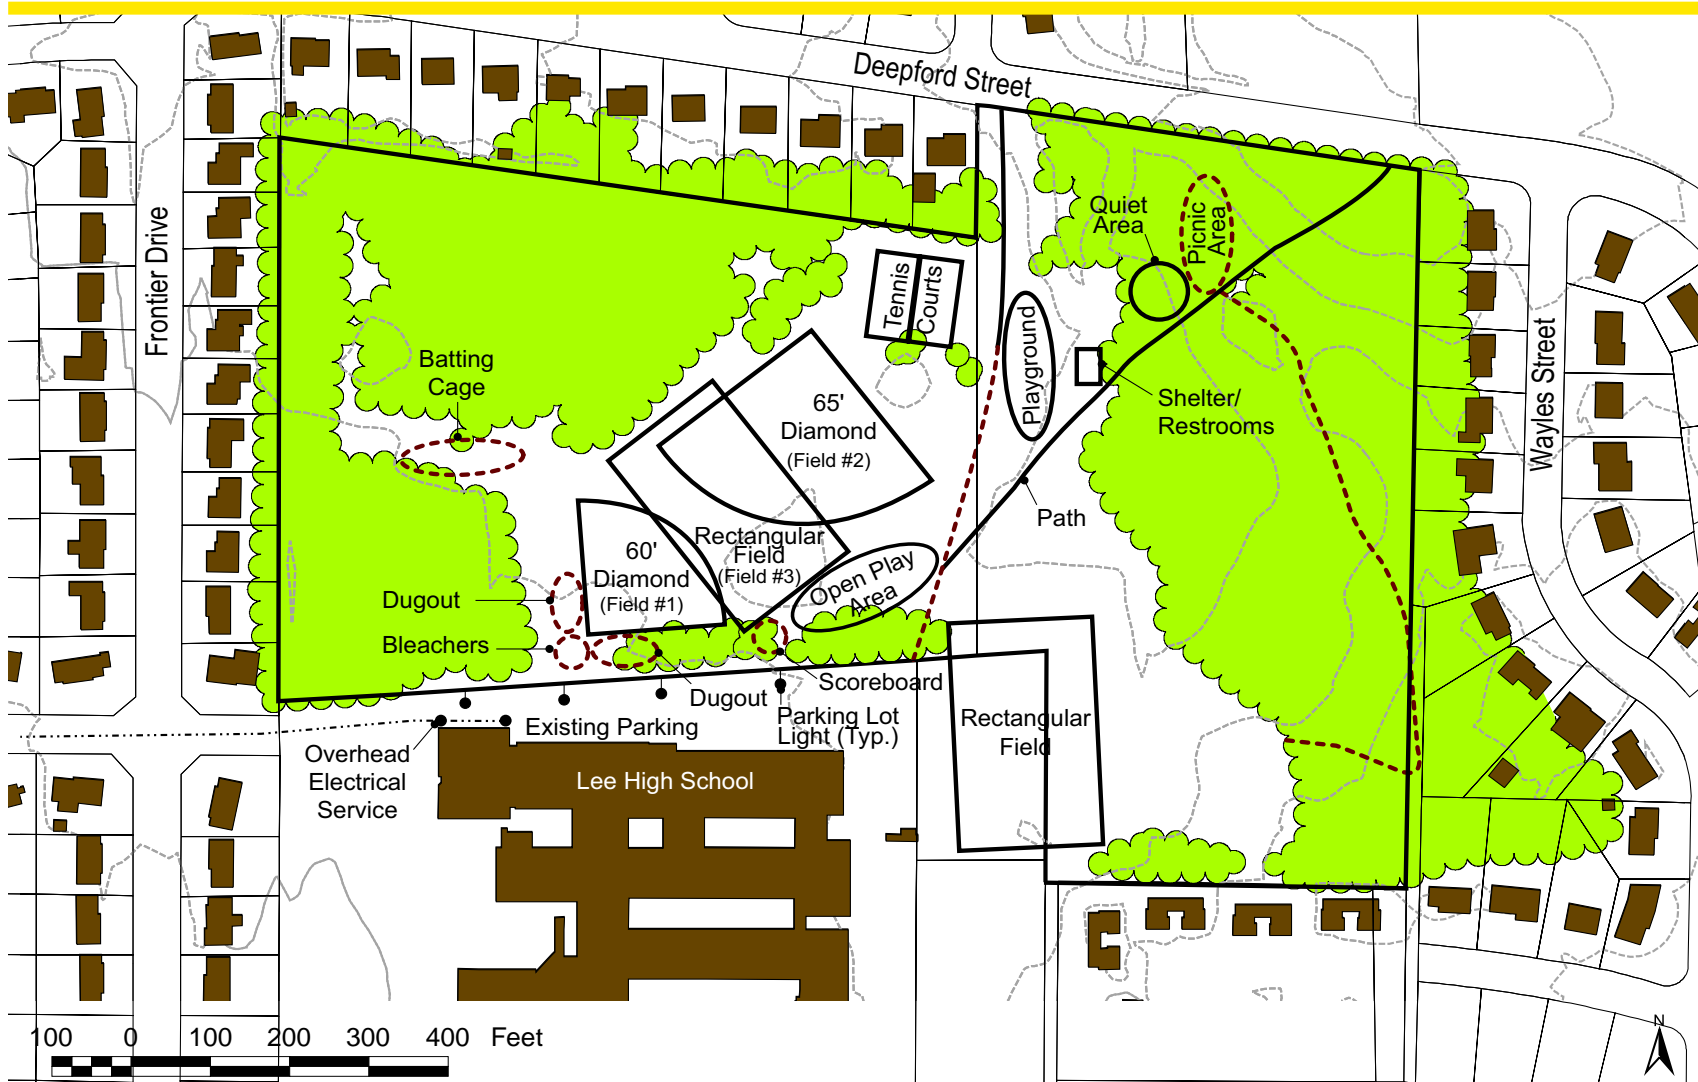 Deepford Street
Frontier Drive
Wayles Street
Quiet
Area
Picnic
Area
Tennis
Courts
Playground
Batting
Cage
Shelter/
Restrooms
65'
Diamond
(Field #2)
Path
Rectangular
Field
(Field #3)
60'
Diamond
(Field #1)
Open Play
Area
Dugout
Bleachers
Dugout
Scoreboard
Parking Lot
Light (Typ.)
Existing Parking
Rectangular
Field
Overhead
Electrical
Service
Lee High School
100 0 100 200 300 400 Feet
N